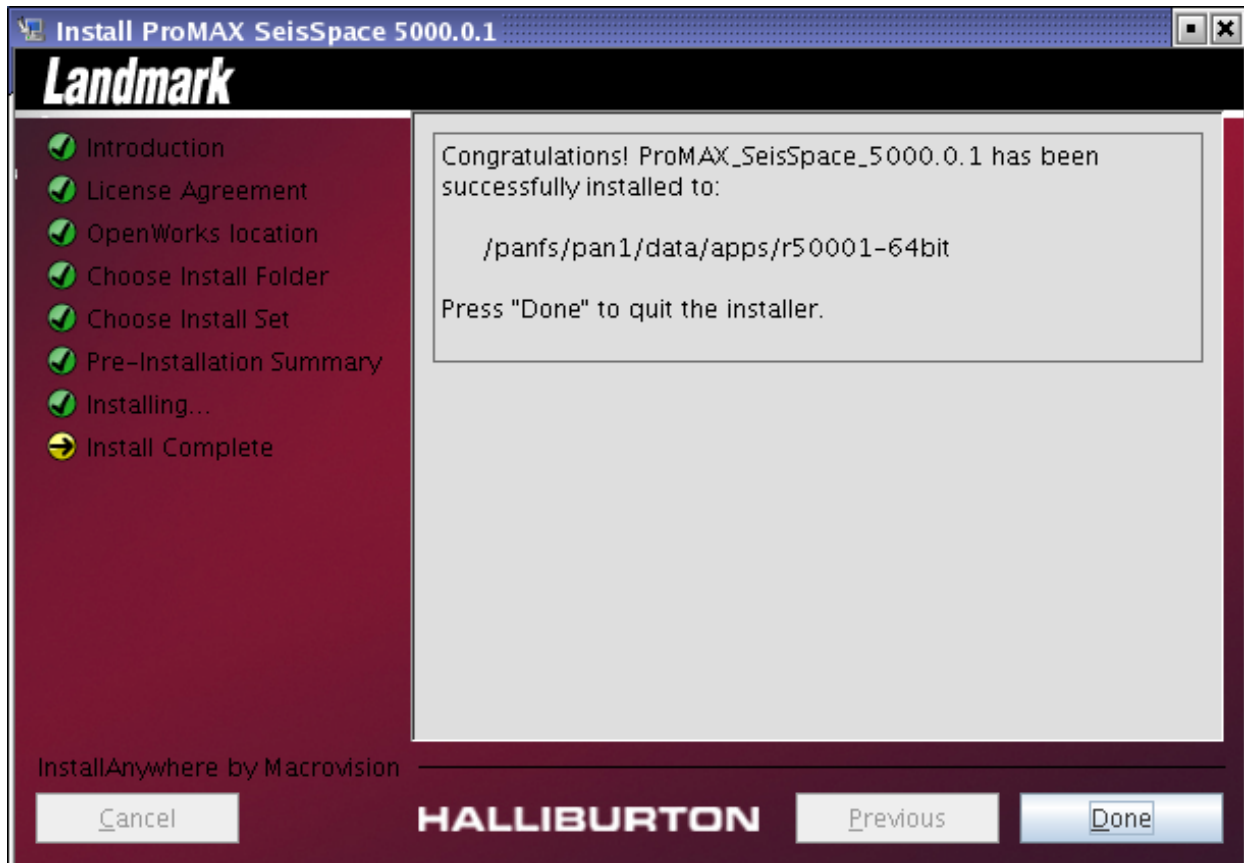 Install ProMAX SeisSpace 5000.0.1
Landmark
Introduction
License Agreement
OpenWorks location
Choose Install Folder
Choose Install Set
Pre-Installation Summary
Installing...
Install Complete
Congratulations! ProMAX_SeisSpace_5000.0.1 has been
successfully installed to:
/panfs/pan1/data/apps/r50001-64bit
Press "Done" to quit the installer.
InstallAnywhere by Macrovision
Cancel
HALLIBURTON
Previous
Done